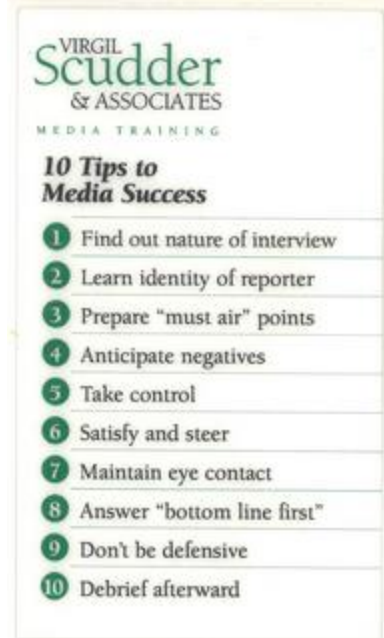 VIRGIL
Scudder
& ASSOCIATES
MEDIA TRAINING
10 Tips to
Media Success
1 Find out nature of interview
2 Learn identity of reporter
3 Prepare “must air” points
4 Anticipate negatives
5 Take control
6 Satisfy and steer
7 Maintain eye contact
8 Answer “bottom line first”
9 Don't be defensive
10 Debrief afterward